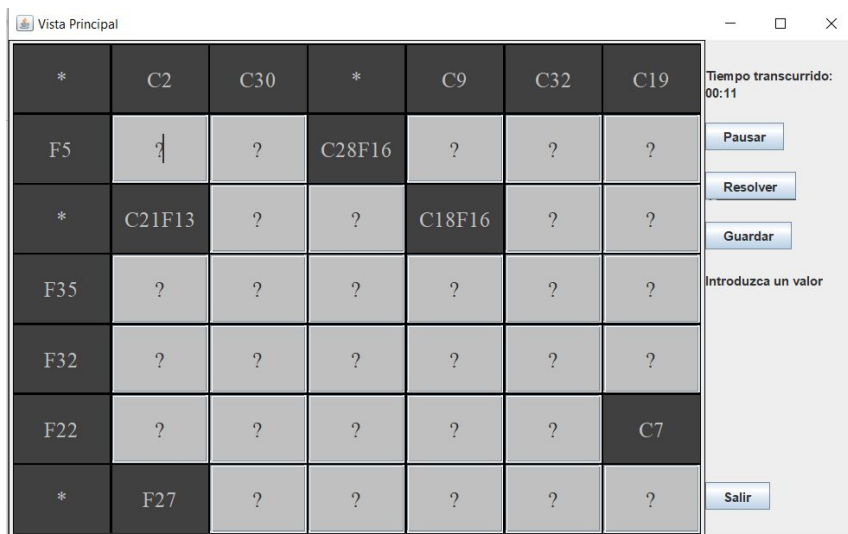 Vista Principal
* C2 C30 * C9 C32 C19
F5 ? ? C28F16 ? ? ?
* C21F13 ? ? C18F16 ? ?
F35 ? ? ? ? ? ?
F32 ? ? ? ? ? ?
F22 ? ? ? ? ? C7
* F27 ? ? ? ? ?
Tiempo transcurrido:
00:11
Pausar
Resolver
Guardar
Introduzca un valor
Salir